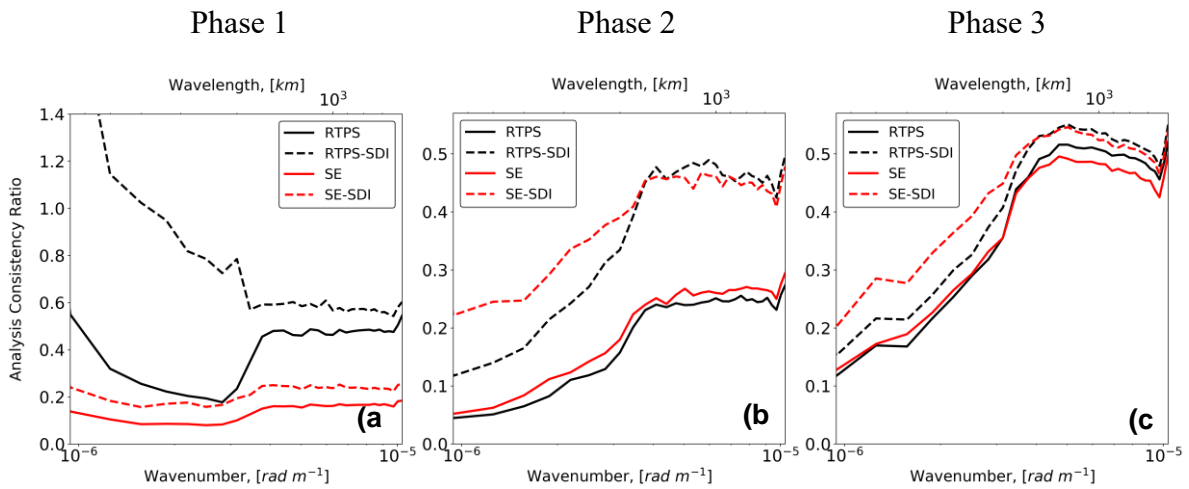 Phase 1
Phase 2
Phase 3
Wavelength, [km]
10³
Analysis Consistency Ratio
1.4
1.2
1.0
0.8
0.6
0.4
0.2
0.0
RTPS
RTPS-SDI
SE
SE-SDI
(a
10⁻⁶
10⁻⁵
Wavenumber, [rad m⁻¹]
Wavelength, [km]
10³
0.5
0.4
0.3
0.2
0.1
0.0
RTPS
RTPS-SDI
SE
SE-SDI
(b
10⁻⁶
10⁻⁵
Wavenumber, [rad m⁻¹]
Wavelength, [km]
10³
0.5
0.4
0.3
0.2
0.1
0.0
RTPS
RTPS-SDI
SE
SE-SDI
(c
10⁻⁶
10⁻⁵
Wavenumber, [rad m⁻¹]